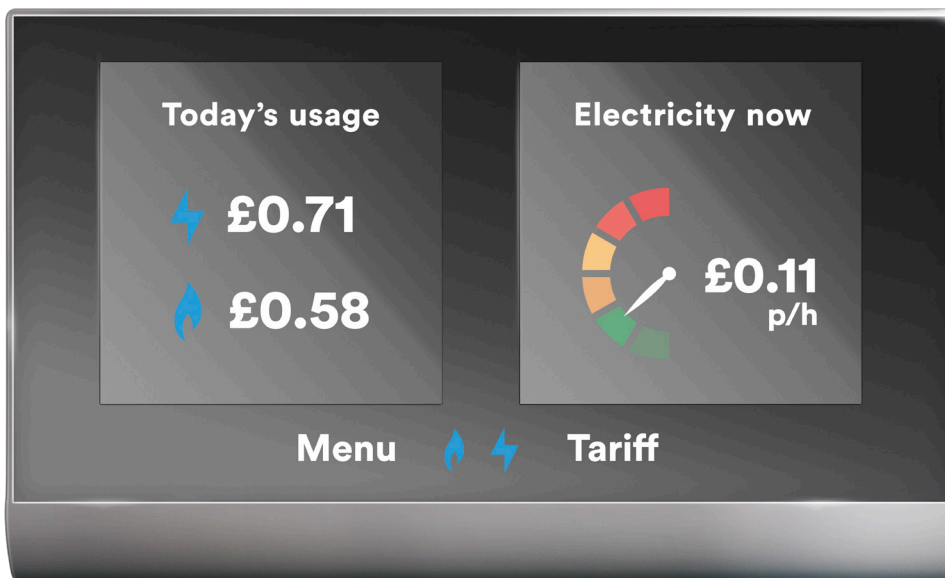 Today's usage
£0.71
£0.58
Electricity now
£0.11
p/h
Menu
Tariff